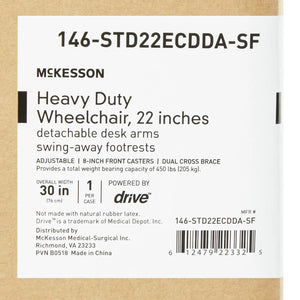 146-STD22ECDDA-SF
McKESSON
Heavy Duty
Wheelchair, 22 inches
detachable desk arms
swing-away footrests
ADJUSTABLE | 8-INCH FRONT CASTERS | DUAL CROSS BRACE
Provides a total weight bearing capacity of 450 lbs (205 kg).
OVERALL WIDTH
30 in
(76 cm)
1
PER
CASE
POWERED BY
drive™
MFR #
Not made with natural rubber latex.
Drive™ is a Trademark of Medical Depot, Inc.
146-STD22ECDDA-SF
Distributed by
McKesson Medical-Surgical Inc.
Richmond, VA 23233
PVN B0518 Made in China
6 12479 22332 5